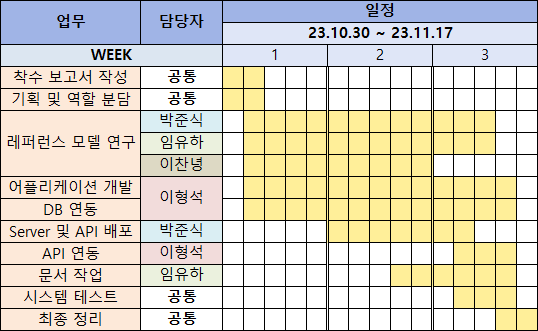 업무 담당자 일정
23.10.30 ~ 23.11.17
WEEK 1 2 3
착수 보고서 작성 공통
기획 및 역할 분담 공통
레퍼런스 모델 연구 박준식
임유하
이찬녕
어플리케이션 개발 이형석
DB 연동
Server 및 API 배포 박준식
API 연동 이형석
문서 작업 임유하
시스템 테스트 공통
최종 정리 공통